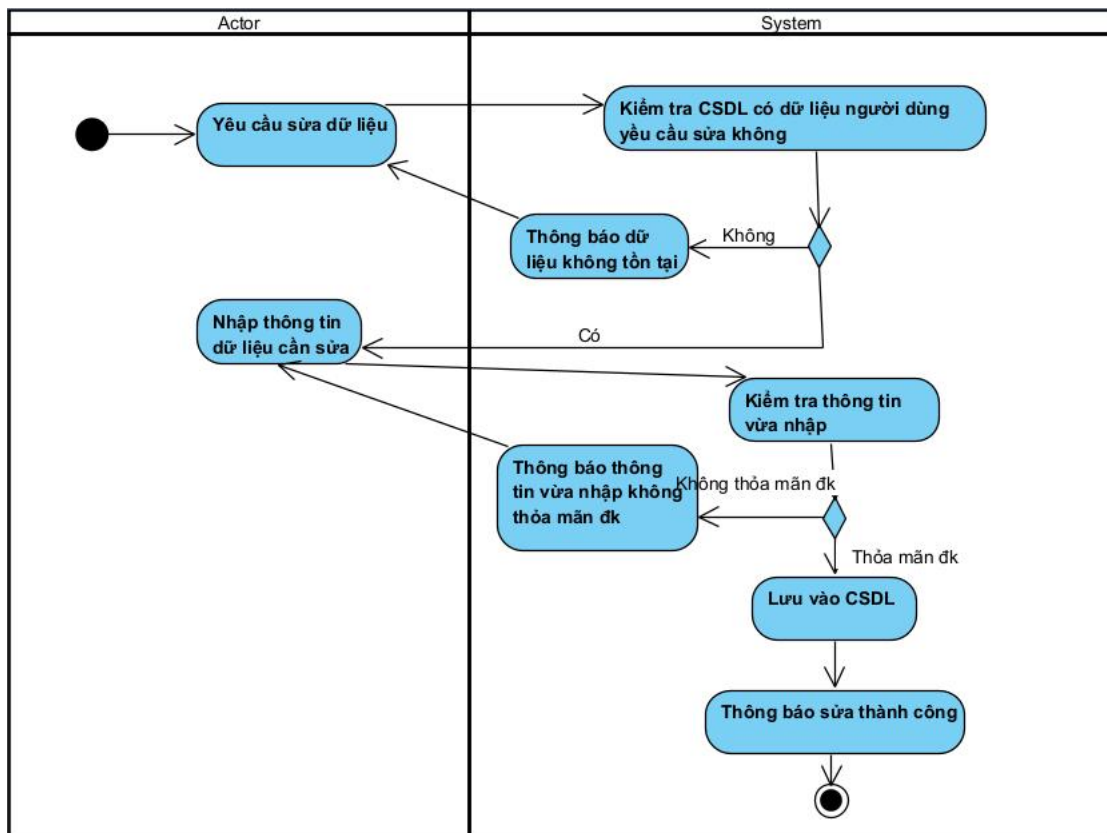 Actor
System
Yêu cầu sửa dữ liệu
Kiểm tra CSDL có dữ liệu người dùng
yều cầu sửa không
Không
Thông báo dữ
liệu không tồn tại
Nhập thông tin
dữ liệu cần sửa
Có
Kiểm tra thông tin
vừa nhập
Không thỏa mãn đk
Thông báo thông
tin vừa nhập không
thỏa mãn đk
Thỏa mãn đk
Lưu vào CSDL
Thông báo sửa thành công